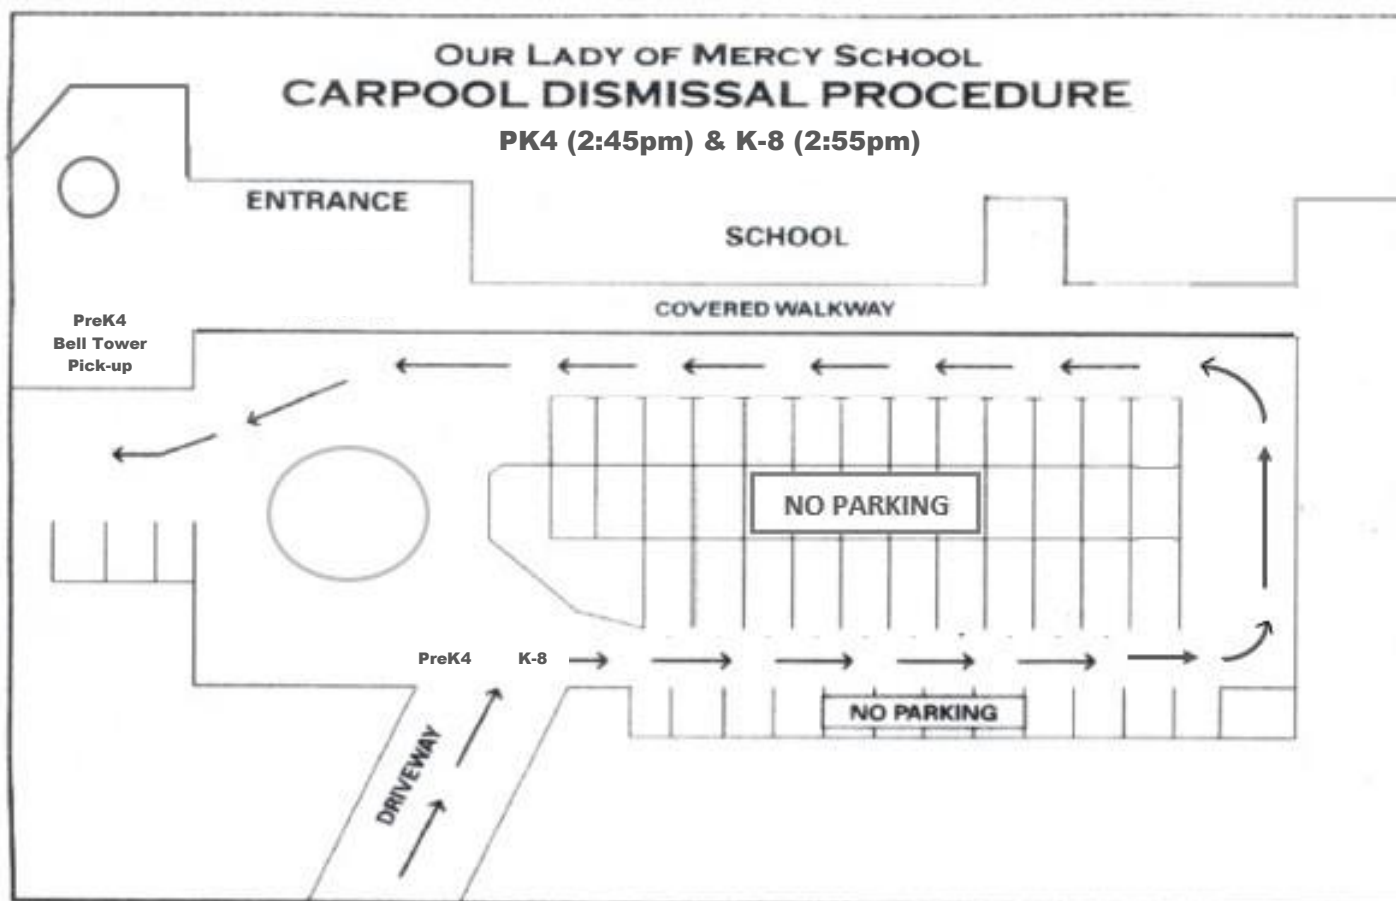 OUR LADY OF MERCY SCHOOL
CARPOOL DISMISSAL PROCEDURE
PK4 (2:45pm) & K-8 (2:55pm)
ENTRANCE
SCHOOL
COVERED WALKWAY
PreK4
Bell Tower
Pick-up
NO PARKING
PreK4 K-8
NO PARKING
DRIVEWAY